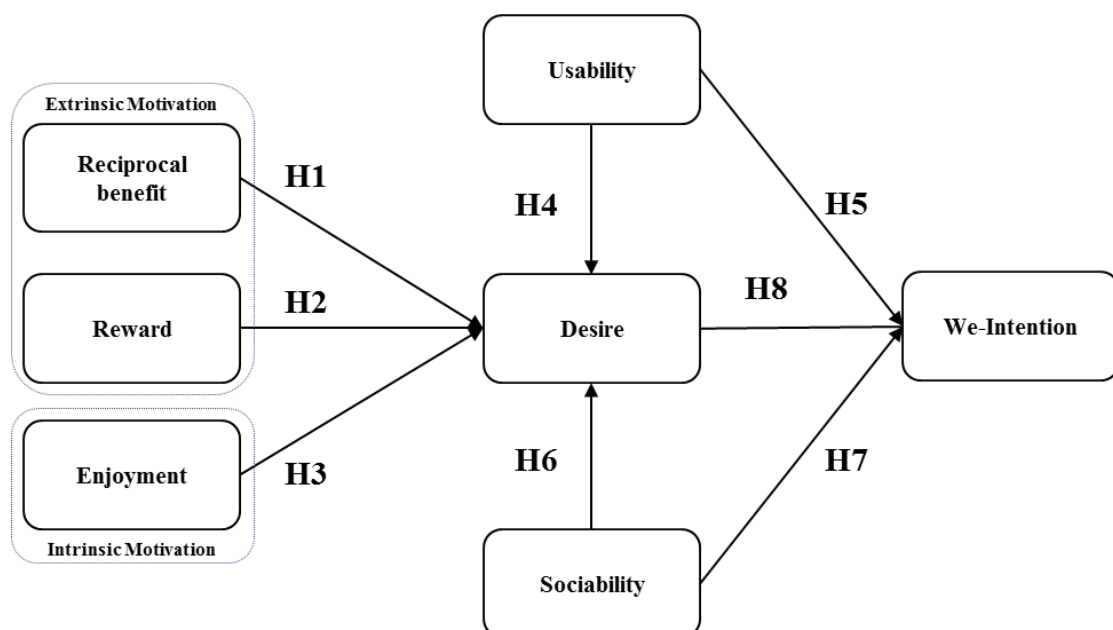 Usability
Extrinsic Motivation
Reciprocal
benefit
H1
H4
H5
Reward
H2
Desire
H8
We-Intention
Enjoyment
H3
H6
H7
Intrinsic Motivation
Sociability